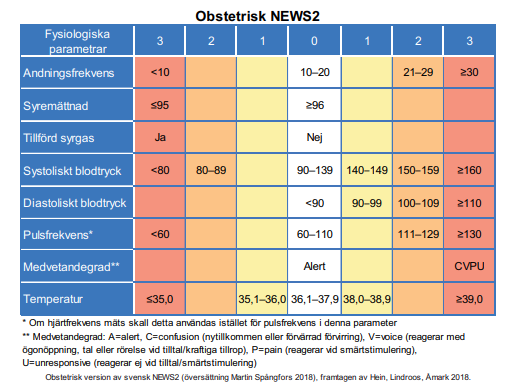 Obstetrisk NEWS2
Fysiologiska parametrar 3 2 1 0 1 2 3
Andningsfrekvens <10 10–20 21–29 ≥30
Syremättnad ≤95 ≥96
Tillförd syrgas Ja Nej
Systoliskt blodtryck <80 80–89 90–139 140–149 150–159 ≥160
Diastoliskt blodtryck <90 90–99 100–109 ≥110
Pulsfrekvens* <60 60–110 111–129 ≥130
Medvetandegrad** Alert CVPU
Temperatur ≤35,0 35,1–36,0 36,1–37,9 38,0–38,9 ≥39,0
* Om hjärtfrekvens mäts skall detta användas istället för pulsfrekvens i denna parameter
** Medvetandegrad: A=alert, C=confusion (nytillkommen eller förvärrad förvirring), V=voice (reagerar med
ögonöppning, tal eller rörelse vid tilltal/kraftiga tillrop), P=pain (reagerar vid smärtstimulering),
U=unresponsive (reagerar ej vid tilltal/smärtstimulering)
Obstetrisk version av svensk NEWS2 (översättning Martin Spångfors 2018), framtagen av Hein, Lindroos, Åmark 2018.